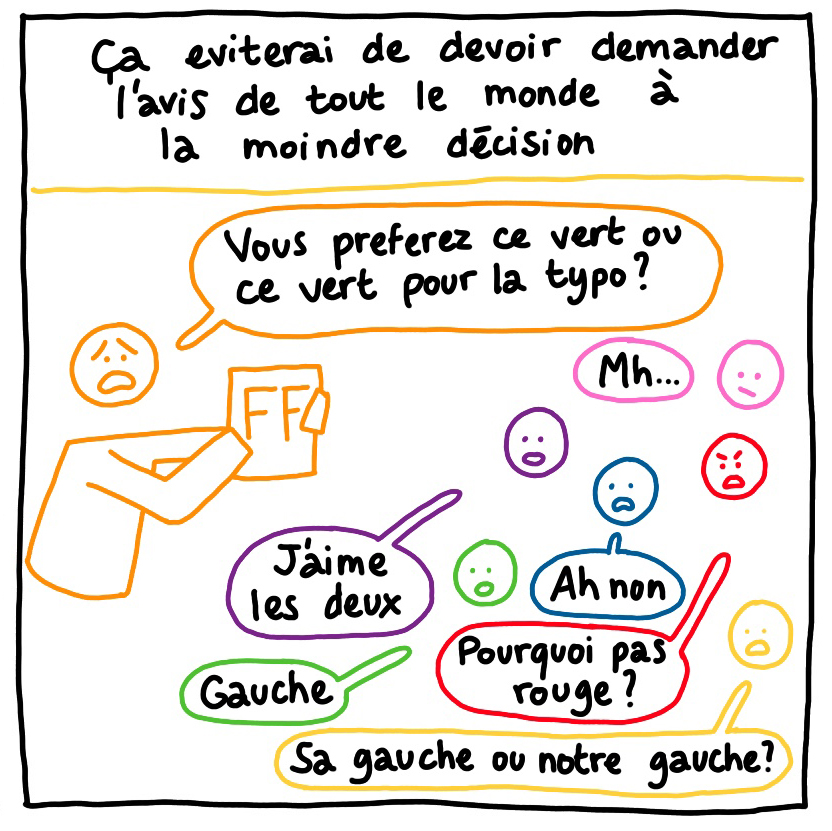 Ça eviterai de devoir demander
l'avis de tout le monde à
la moindre décision
Vous preferez ce vert ou
ce vert pour la typo?
FF
Mh...
J'aime
les deux
Ah non
Pourquoi pas
rouge?
Gauche
Sa gauche ou notre gauche?